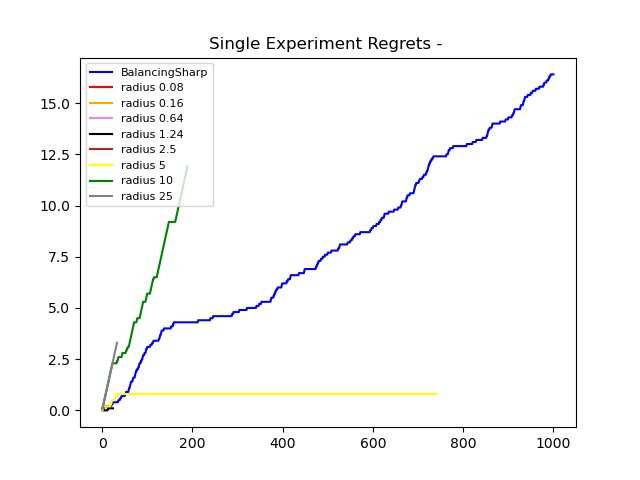 Single Experiment Regrets -
BalancingSharp
radius 0.08
radius 0.16
radius 0.64
radius 1.24
radius 2.5
radius 5
radius 10
radius 25
15.0
12.5
10.0
7.5
5.0
2.5
0.0
0 200 400 600 800 1000